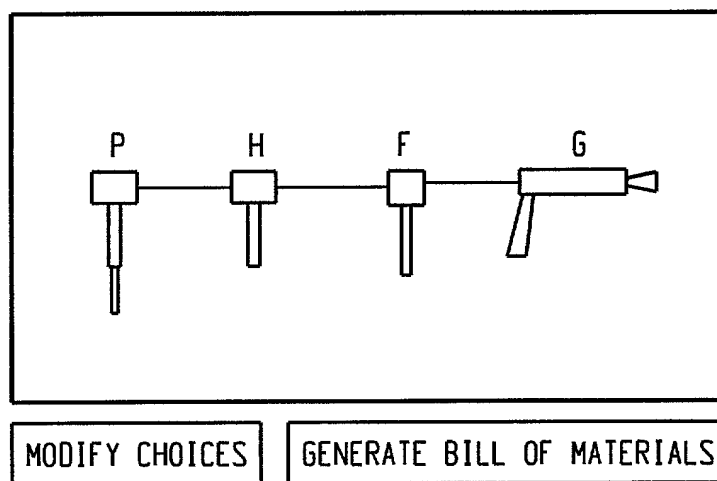 P H F G
MODIFY CHOICES GENERATE BILL OF MATERIALS